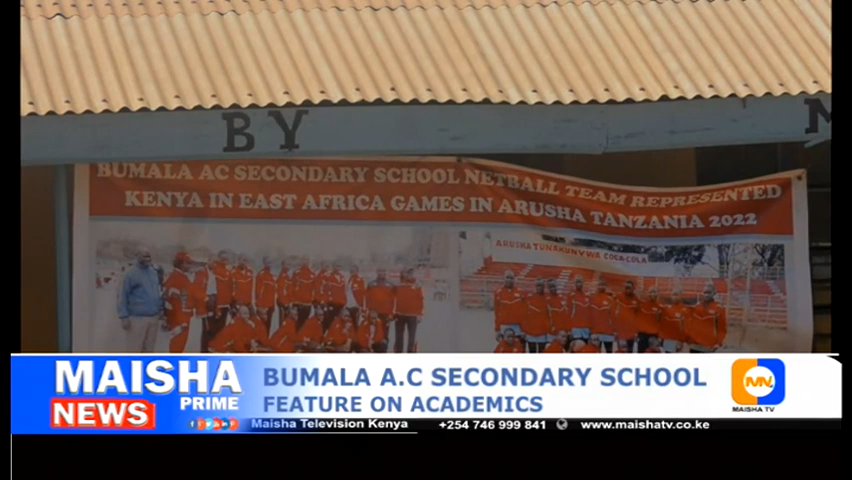 BY
M
BUMALA AC SECONDARY SCHOOL NETBALL TEAM REPRESENTED
KENYA IN EAST AFRICA GAMES IN ARUSHA TANZANIA 2022
ARUSHA TUNAKUNYWA COCA-COLA
MAISHA
PRIME
NEWS
BUMALA A.C SECONDARY SCHOOL
FEATURE ON ACADEMICS
MN
MAISHA TV
Maisha Television Kenya +254 746 999 841 www.maishatv.co.ke